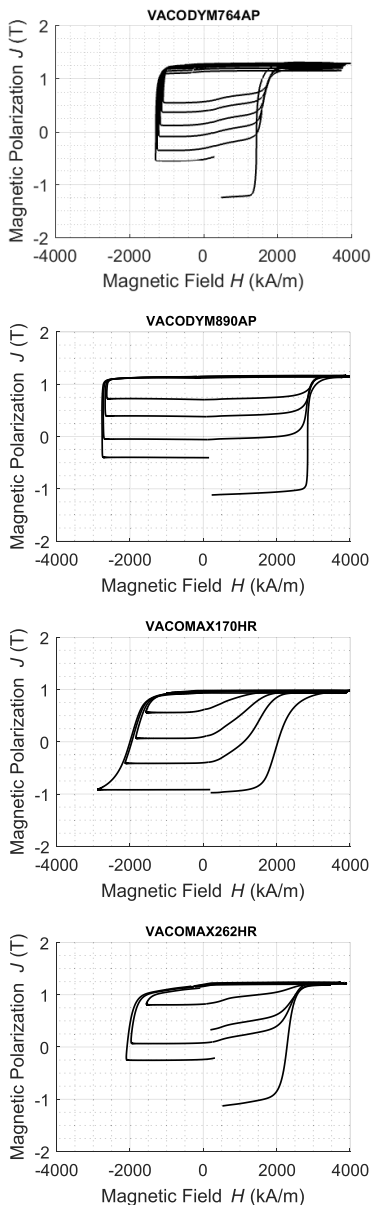 VACODYM764AP
Magnetic Polarization J (T)
2
1
0
-1
-2
-4000 -2000 0 2000 4000
Magnetic Field H (kA/m)
VACODYM890AP
Magnetic Polarization J (T)
2
1
0
-1
-2
-4000 -2000 0 2000 4000
Magnetic Field H (kA/m)
VACOMAX170HR
Magnetic Polarization J (T)
2
1
0
-1
-2
-4000 -2000 0 2000 4000
Magnetic Field H (kA/m)
VACOMAX262HR
Magnetic Polarization J (T)
2
1
0
-1
-2
-4000 -2000 0 2000 4000
Magnetic Field H (kA/m)